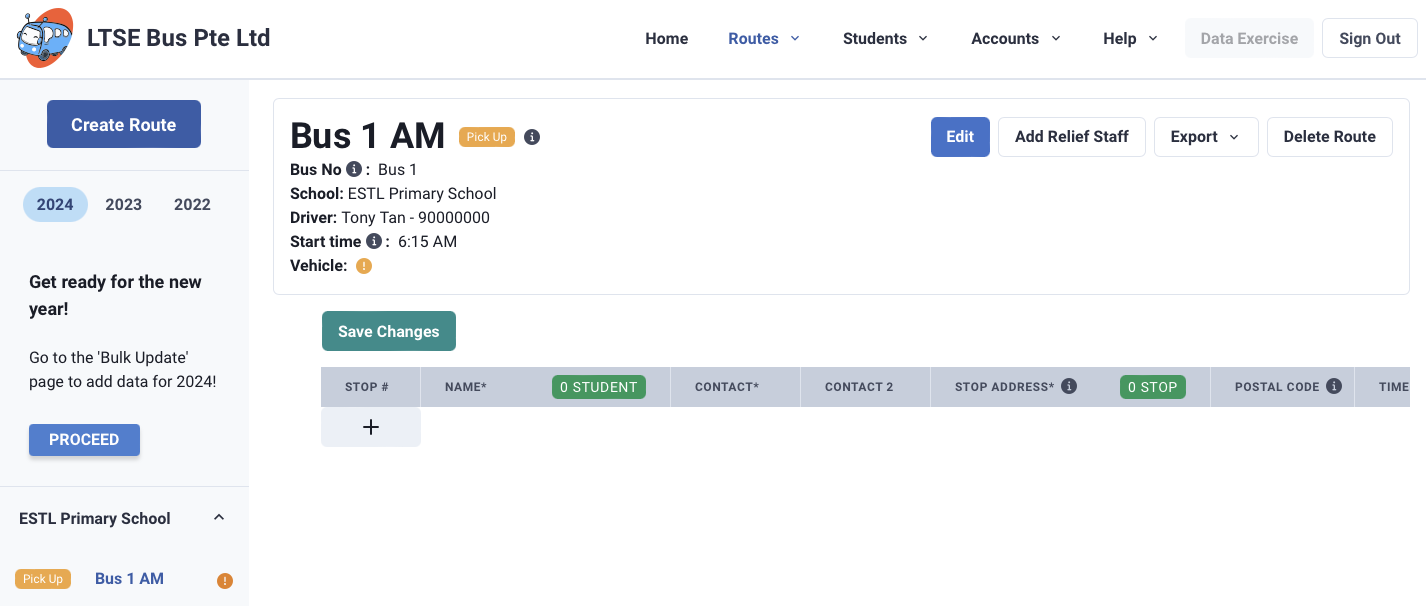 LTSE Bus Pte Ltd
Home Routes Students Accounts Help Data Exercise Sign Out
Create Route
2024 2023 2022
Get ready for the new
year!
Go to the 'Bulk Update'
page to add data for 2024!
PROCEED
ESTL Primary School
Pick Up Bus 1 AM !
Bus 1 AM Pick Up i
Edit Add Relief Staff Export Delete Route
Bus No i : Bus 1
School: ESTL Primary School
Driver: Tony Tan - 90000000
Start time i : 6:15 AM
Vehicle: !
Save Changes
STOP # NAME* 0 STUDENT CONTACT* CONTACT 2 STOP ADDRESS* i 0 STOP POSTAL CODE i TIME
+